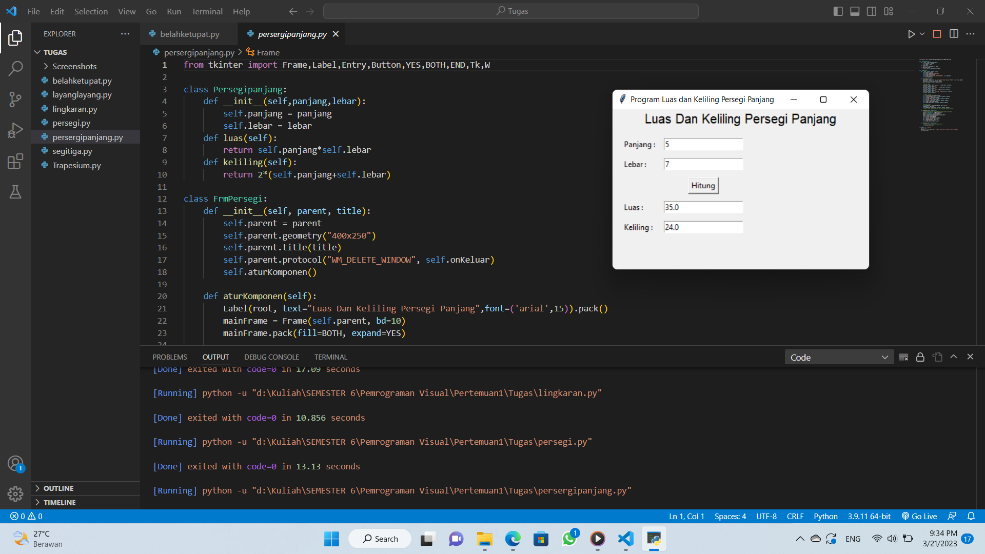 File Edit Selection View Go Run Terminal Help
Tugas
EXPLORER
TUGAS
Screenshots
belahketupat.py
layanglayang.py
lingkaran.py
persegi.py
persergipanjang.py
segitiga.py
Trapesium.py
OUTLINE
TIMELINE
belahketupat.py persergipanjang.py
persergipanjang.py > Frame
1 from tkinter import Frame,Label,Entry,Button,YES,BOTH,END,Tk,W
2
3 class Persegipanjang:
4 def __init__(self,panjang,lebar):
5 self.panjang = panjang
6 self.lebar = lebar
7 def luas(self):
8 return self.panjang*self.lebar
9 def keliling(self):
10 return 2*(self.panjang+self.lebar)
11
12 class FrmPersegi:
13 def __init__(self, parent, title):
14 self.parent = parent
15 self.parent.geometry("400x250")
16 self.parent.title(title)
17 self.parent.protocol("WM_DELETE_WINDOW", self.onKeluar)
18 self.aturKomponen()
19
20 def aturKomponen(self):
21 Label(root, text="Luas Dan Keliling Persegi Panjang",font=('arial',15)).pack()
22 mainFrame = Frame(self.parent, bd=10)
23 mainFrame.pack(fill=BOTH, expand=YES)
Program Luas dan Keliling Persegi Panjang
Luas Dan Keliling Persegi Panjang
Panjang : 5
Lebar : 7
Hitung
Luas : 35.0
Keliling : 24.0
PROBLEMS OUTPUT DEBUG CONSOLE TERMINAL
Code
[Done] exited with code=0 in 17.09 seconds
[Running] python -u "d:\Kuliah\SEMESTER 6\Pemrograman Visual\Pertemuan1\Tugas\lingkaran.py"
[Done] exited with code=0 in 10.856 seconds
[Running] python -u "d:\Kuliah\SEMESTER 6\Pemrograman Visual\Pertemuan1\Tugas\persegi.py"
[Done] exited with code=0 in 13.13 seconds
[Running] python -u "d:\Kuliah\SEMESTER 6\Pemrograman Visual\Pertemuan1\Tugas\persergipanjang.py"
1
0 0
Ln 1, Col 1 Spaces: 4 UTF-8 CRLF Python 3.9.11 64-bit Go Live
27°C
Berawan
Search
1
ENG
9:34 PM
3/21/2023
17